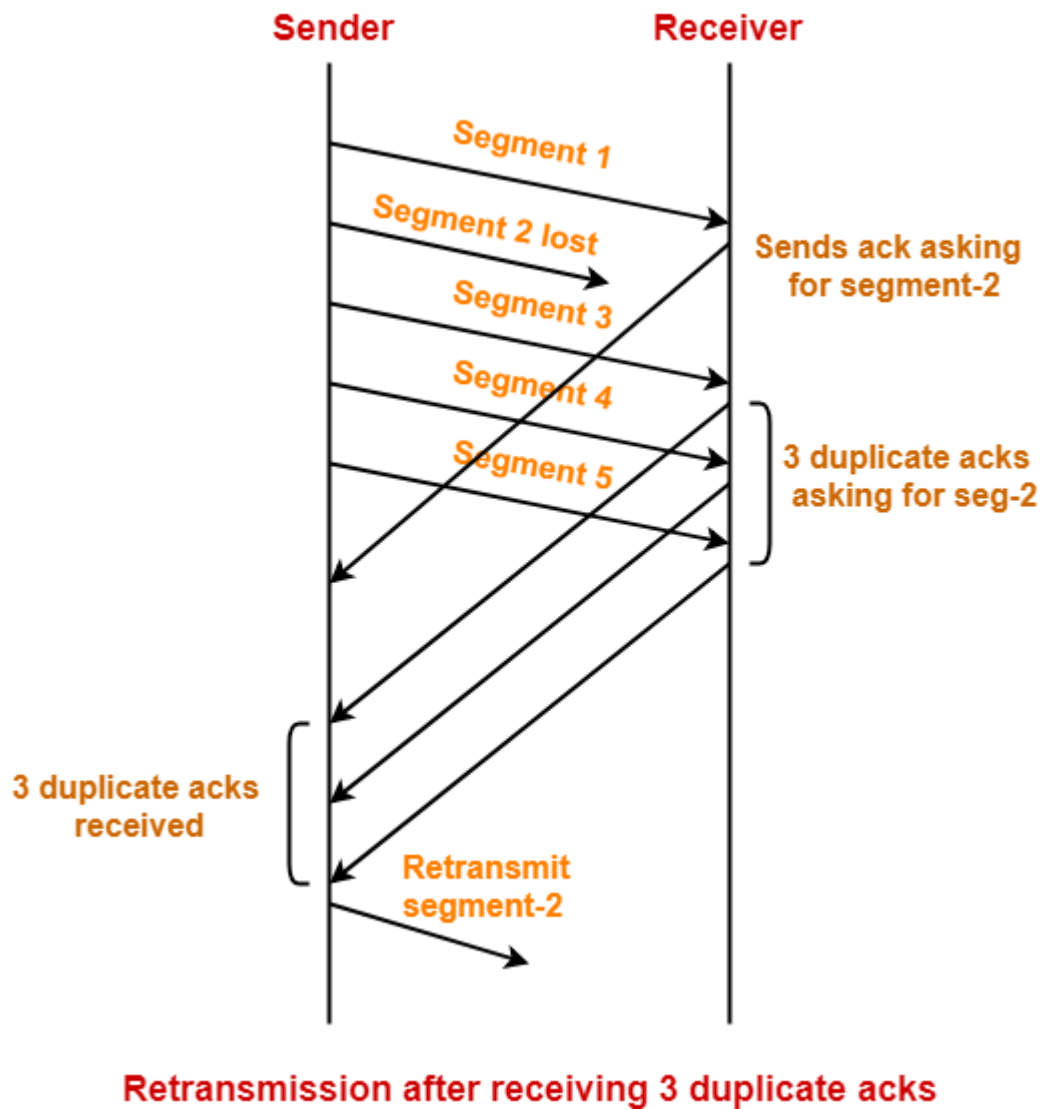 Sender
Receiver
Segment 1
Segment 2 lost
Sends ack asking
for segment-2
Segment 3
Segment 4
Segment 5
3 duplicate acks
asking for seg-2
3 duplicate acks
received
Retransmit
segment-2
Retransmission after receiving 3 duplicate acks